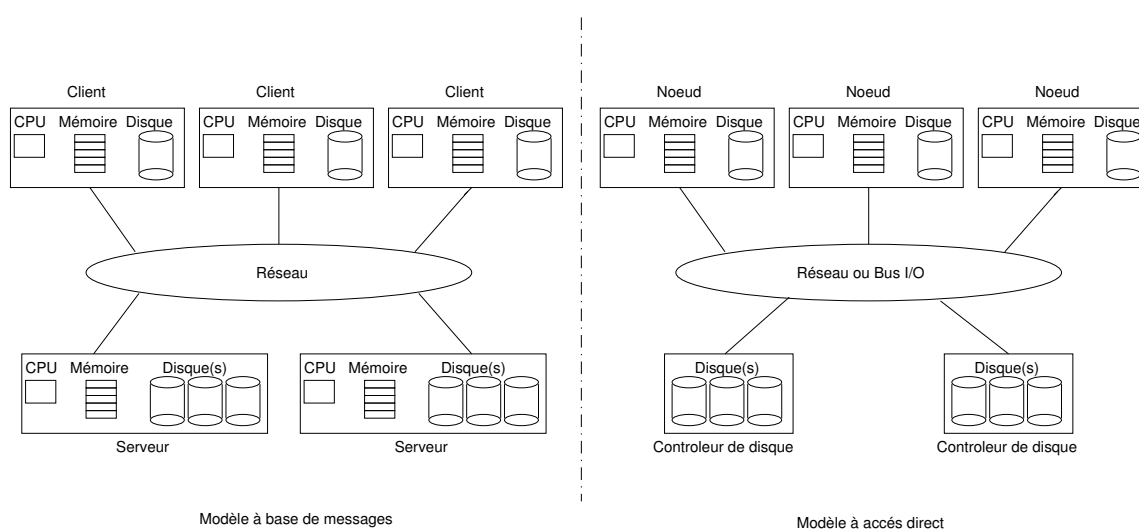 Client
Client
Client
CPU Mémoire Disque
CPU Mémoire Disque
CPU Mémoire Disque
Réseau
CPU Mémoire Disque(s)
CPU Mémoire Disque(s)
Serveur
Serveur
Modèle à base de messages
Noeud
Noeud
Noeud
CPU Mémoire Disque
CPU Mémoire Disque
CPU Mémoire Disque
Réseau ou Bus I/O
Disque(s)
Disque(s)
Controleur de disque
Controleur de disque
Modèle à accés direct